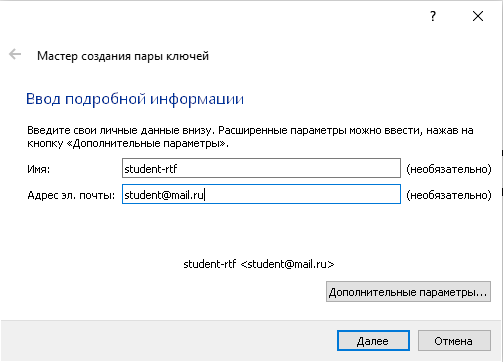 ?
Мастер создания пары ключей
Ввод подробной информации
Введите свои личные данные внизу. Расширенные параметры можно ввести, нажав на
кнопку «Дополнительные параметры».
Имя: student-rtf (необязательно)
Адрес эл. почты: student@mail.ru (необязательно)
student-rtf <student@mail.ru>
Дополнительные параметры...
Далее Отмена